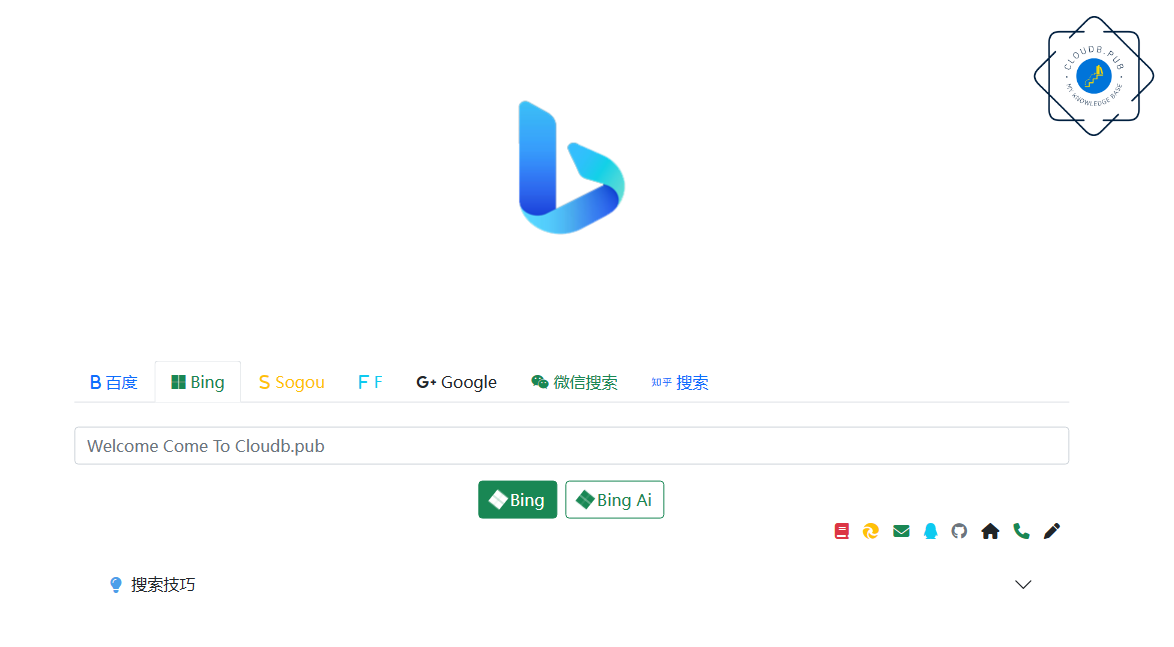 CLOUDB.PUB
MY KNOWLEDGE BASE
B 百度
Bing
S Sogou
F F
G+ Google
微信搜索
知乎 搜索
Welcome Come To Cloudb.pub
Bing
Bing Ai
搜索技巧